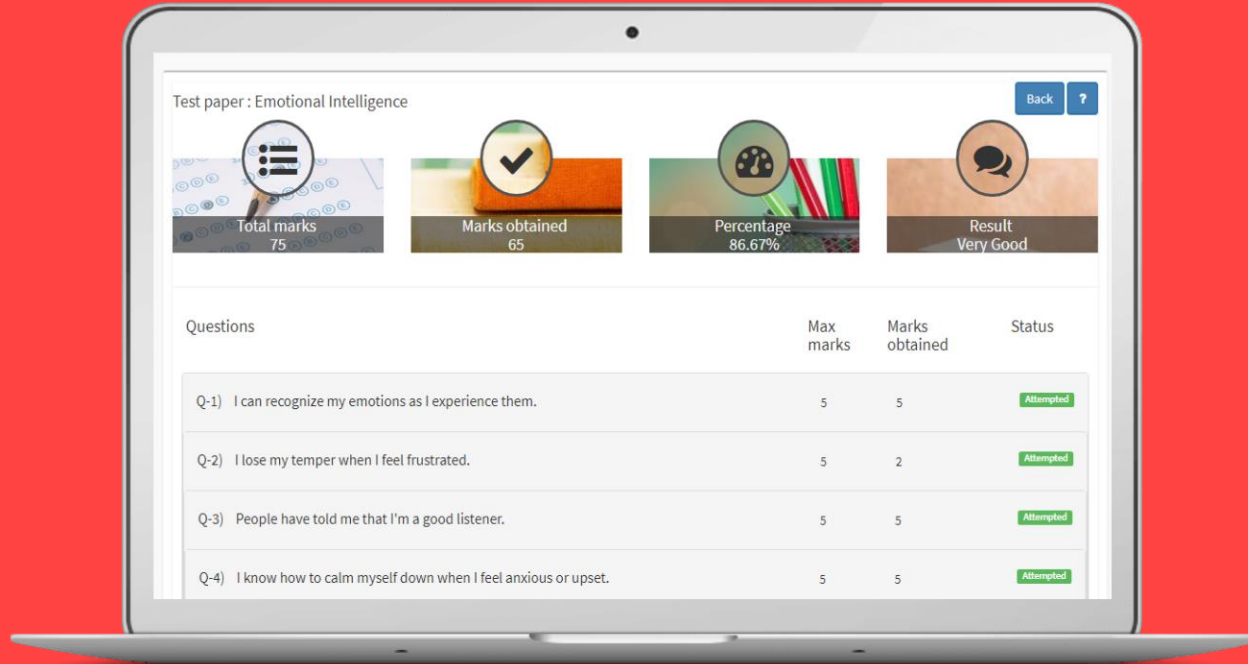 Test paper : Emotional Intelligence
Back ?
Total marks
75
Marks obtained
65
Percentage
86.67%
Result
Very Good
Questions
Max
marks
Marks
obtained
Status
Q-1) I can recognize my emotions as I experience them. 5 5 Attempted
Q-2) I lose my temper when I feel frustrated. 5 2 Attempted
Q-3) People have told me that I'm a good listener. 5 5 Attempted
Q-4) I know how to calm myself down when I feel anxious or upset. 5 5 Attempted